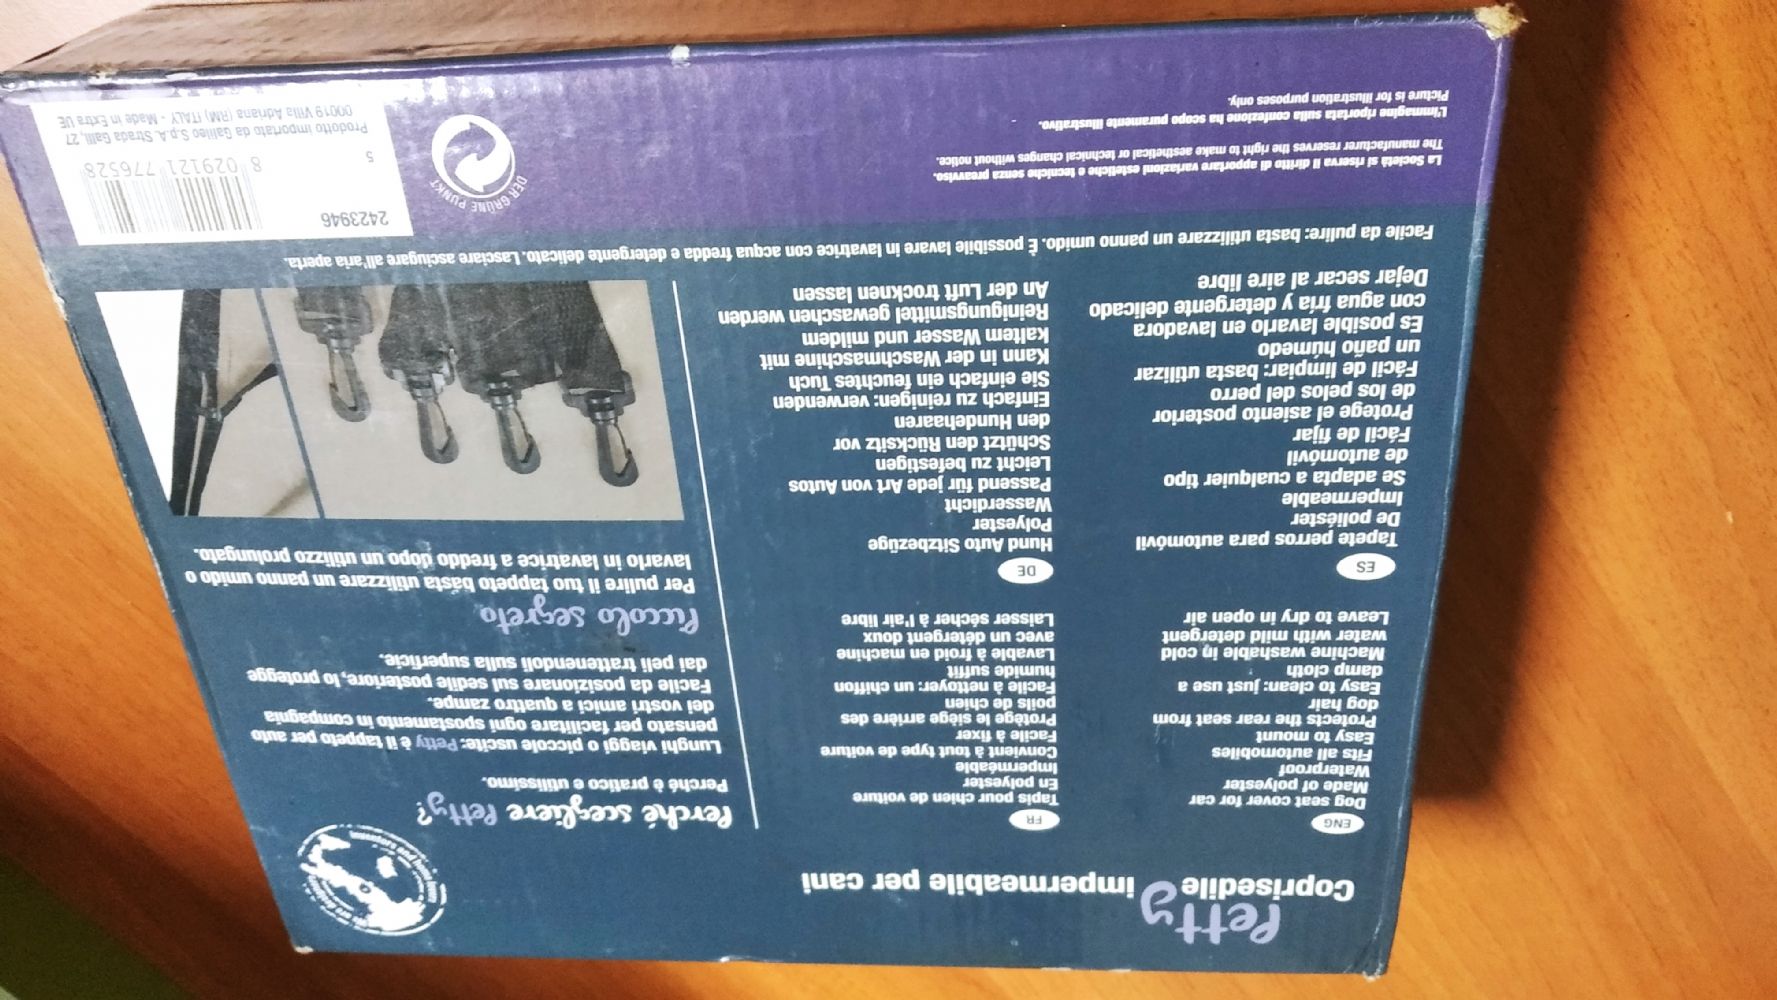 Petty
Coprisedile impermeabile per cani
ENG
Dog seat cover for car
Made of polyester
Waterproof
Fits all automobiles
Easy to mount
Protects the rear seat from
dog hair
Easy to clean: just use a
damp cloth
Machine washable in cold
water with mild detergent
Leave to dry in open air
FR
Tapis pour chien de voiture
En polyester
Imperméable
Convient à tout type de voiture
Facile à fixer
Protège le siège arrière des
poils de chien
Facile à nettoyer: un chiffon
humide suffit
Lavable à froid en machine
avec un détergent doux
Laisser sécher à l'air libre
ES
Tapete perros para automóvil
De poliéster
Impermeable
Se adapta a cualquier tipo
de automóvil
Fácil de fijar
Protege el asiento posterior
de los pelos del perro
Fácil de limpiar: basta utilizar
un paño húmedo
Es posible lavarlo en lavadora
con agua fría y detergente delicado
Dejar secar al aire libre
DE
Hund Auto Sitzbezüge
Polyester
Wasserdicht
Passend für jede Art von Autos
Leicht zu befestigen
Schützt den Rücksitz vor
den Hundehaaren
Einfach zu reinigen: verwenden
Sie einfach ein feuchtes Tuch
Kann in der Waschmaschine mit
kaltem Wasser und mildem
Reinigungsmittel gewaschen werden
An der Luft trocknen lassen
Perché scegliere Petty?
Perché è pratico e utilissimo.
Lunghi viaggi o piccole uscite: Petty è il tappeto per auto
pensato per facilitare ogni spostamento in compagnia
dei vostri amici a quattro zampe.
Facile da posizionare sul sedile posteriore, lo protegge
dai peli trattenendoli sulla superficie.
Piccolo segreto
Per pulire il tuo tappeto basta utilizzare un panno umido o
lavarlo in lavatrice a freddo dopo un utilizzo prolungato.
Facile da pulire: basta utilizzare un panno umido. È possibile lavare in lavatrice con acqua fredda e detergente delicato. Lasciare asciugare all'aria aperta.
La Società si riserva il diritto di apportare variazioni estetiche e tecniche senza preavviso.
The manufacturer reserves the right to make aesthetical or technical changes without notice.
L'immagine riportata sulla confezione ha scopo puramente illustrativo.
Picture is for illustration purposes only.
DER GRÜNE PUNKT
2423946
8 029121 776528
5
Prodotto importato da Galileo S.p.A. Strada Galli, 27
00019 Villa Adriana (RM) ITALY - Made in Extra UE